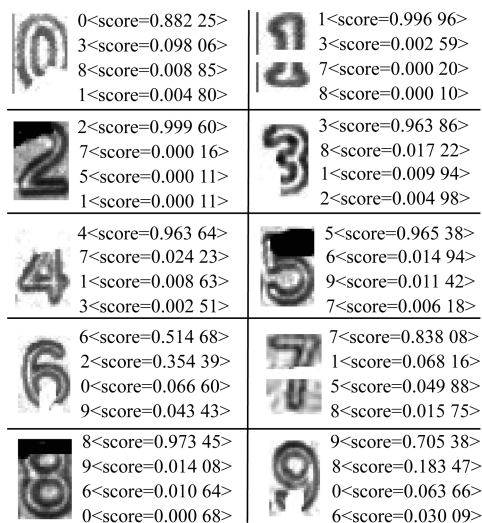 0<score=0.882 25>
3<score=0.098 06>
8<score=0.008 85>
1<score=0.004 80>
1<score=0.996 96>
3<score=0.002 59>
7<score=0.000 20>
8<score=0.000 10>
2<score=0.999 60>
7<score=0.000 16>
5<score=0.000 11>
1<score=0.000 11>
3<score=0.963 86>
8<score=0.017 22>
1<score=0.009 94>
2<score=0.004 98>
4<score=0.963 64>
7<score=0.024 23>
1<score=0.008 63>
3<score=0.002 51>
5<score=0.965 38>
6<score=0.014 94>
9<score=0.011 42>
7<score=0.006 18>
6<score=0.514 68>
2<score=0.354 39>
0<score=0.066 60>
9<score=0.043 43>
7<score=0.838 08>
1<score=0.068 16>
5<score=0.049 88>
8<score=0.015 75>
8<score=0.973 45>
9<score=0.014 08>
6<score=0.010 64>
0<score=0.000 68>
9<score=0.705 38>
8<score=0.183 47>
0<score=0.063 66>
6<score=0.030 09>
0
1
2
3
4
5
6
7
8
9